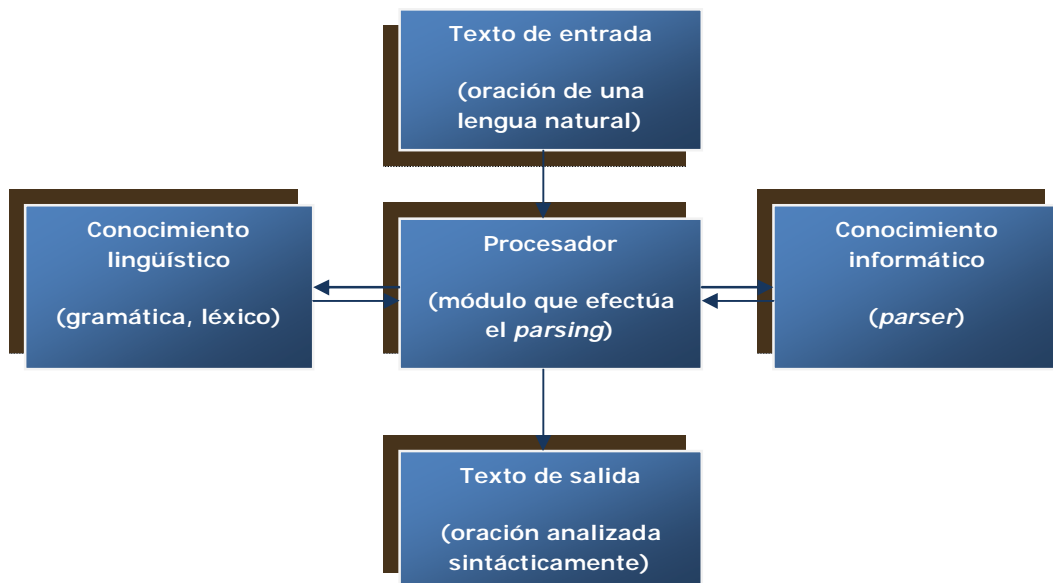 Texto de entrada
(oración de una
lengua natural)
Conocimiento
lingüístico
(gramática, léxico)
Procesador
(módulo que efectúa
el parsing)
Conocimiento
informático
(parser)
Texto de salida
(oración analizada
sintácticamente)